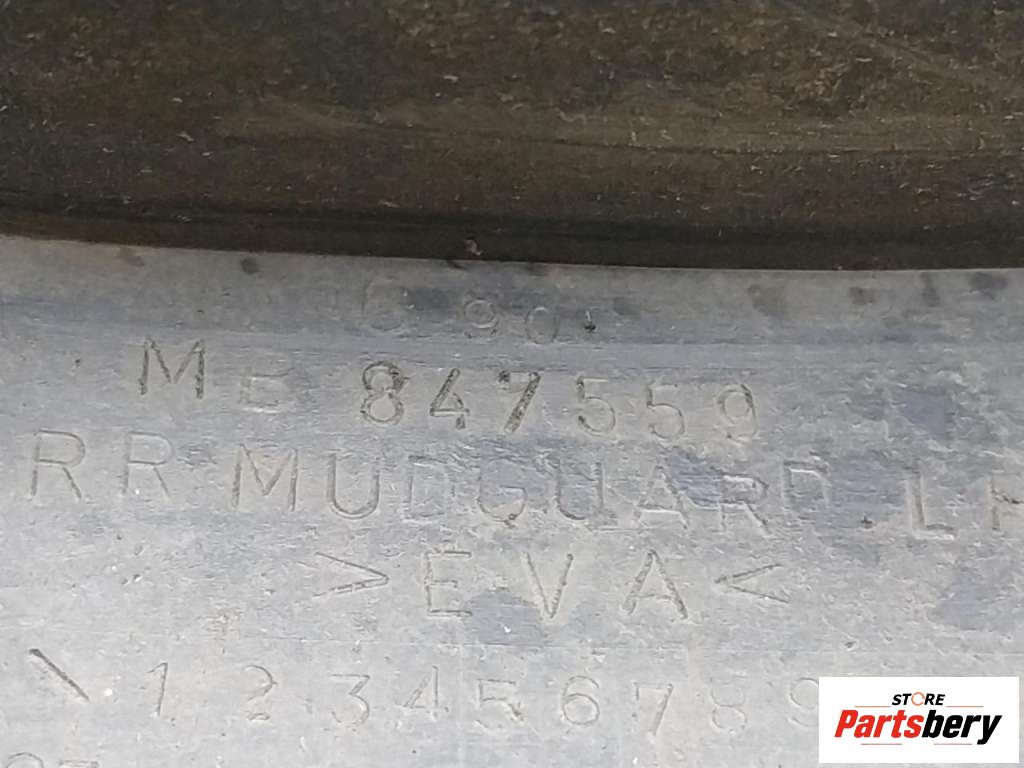 ME 847559
RR MUDGUARD . LH
>EVA<
\ 1 2 3 4 5 6 7 8 9
STORE
Partsbery